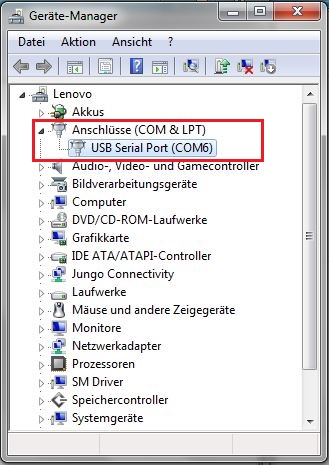 Geräte-Manager
Datei Aktion Ansicht ?
Lenovo
Akkus
Anschlüsse (COM & LPT)
USB Serial Port (COM6)
Audio-, Video- und Gamecontroller
Bildverarbeitungsgeräte
Computer
DVD/CD-ROM-Laufwerke
Grafikkarte
IDE ATA/ATAPI-Controller
Jungo Connectivity
Laufwerke
Mäuse und andere Zeigegeräte
Monitore
Netzwerkadapter
Prozessoren
SM Driver
Speichercontroller
Systemgeräte